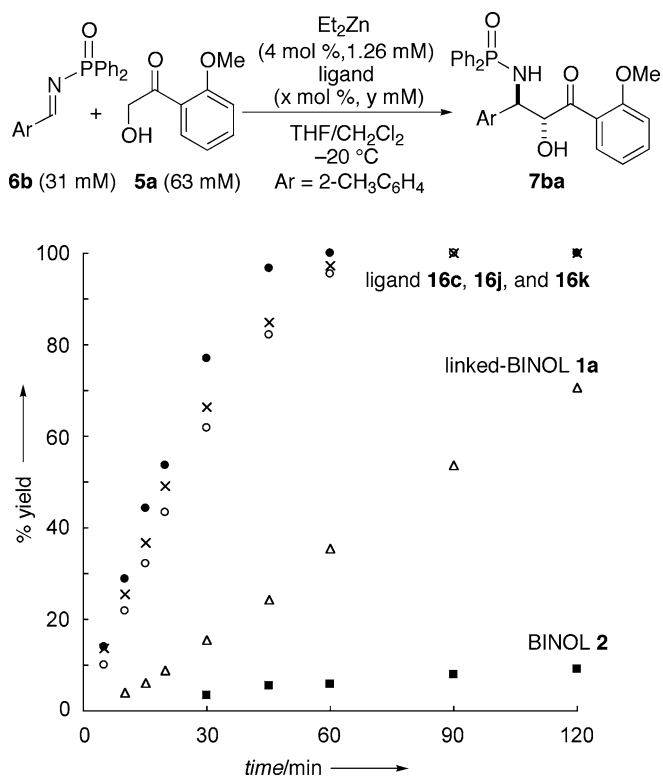 O
PPh2
N
Ar
6b (31 mM)
+
O
OMe
OH
5a (63 mM)
Et2Zn
(4 mol %,1.26 mM)
ligand
(x mol %, y mM)
THF/CH2Cl2
–20 °C
Ar = 2-CH3C6H4
O
Ph2P
NH
O
OMe
Ar
OH
7ba
100
80
60
40
20
0
% yield
ligand 16c, 16j, and 16k
linked-BINOL 1a
BINOL 2
0
30
60
90
120
time/min